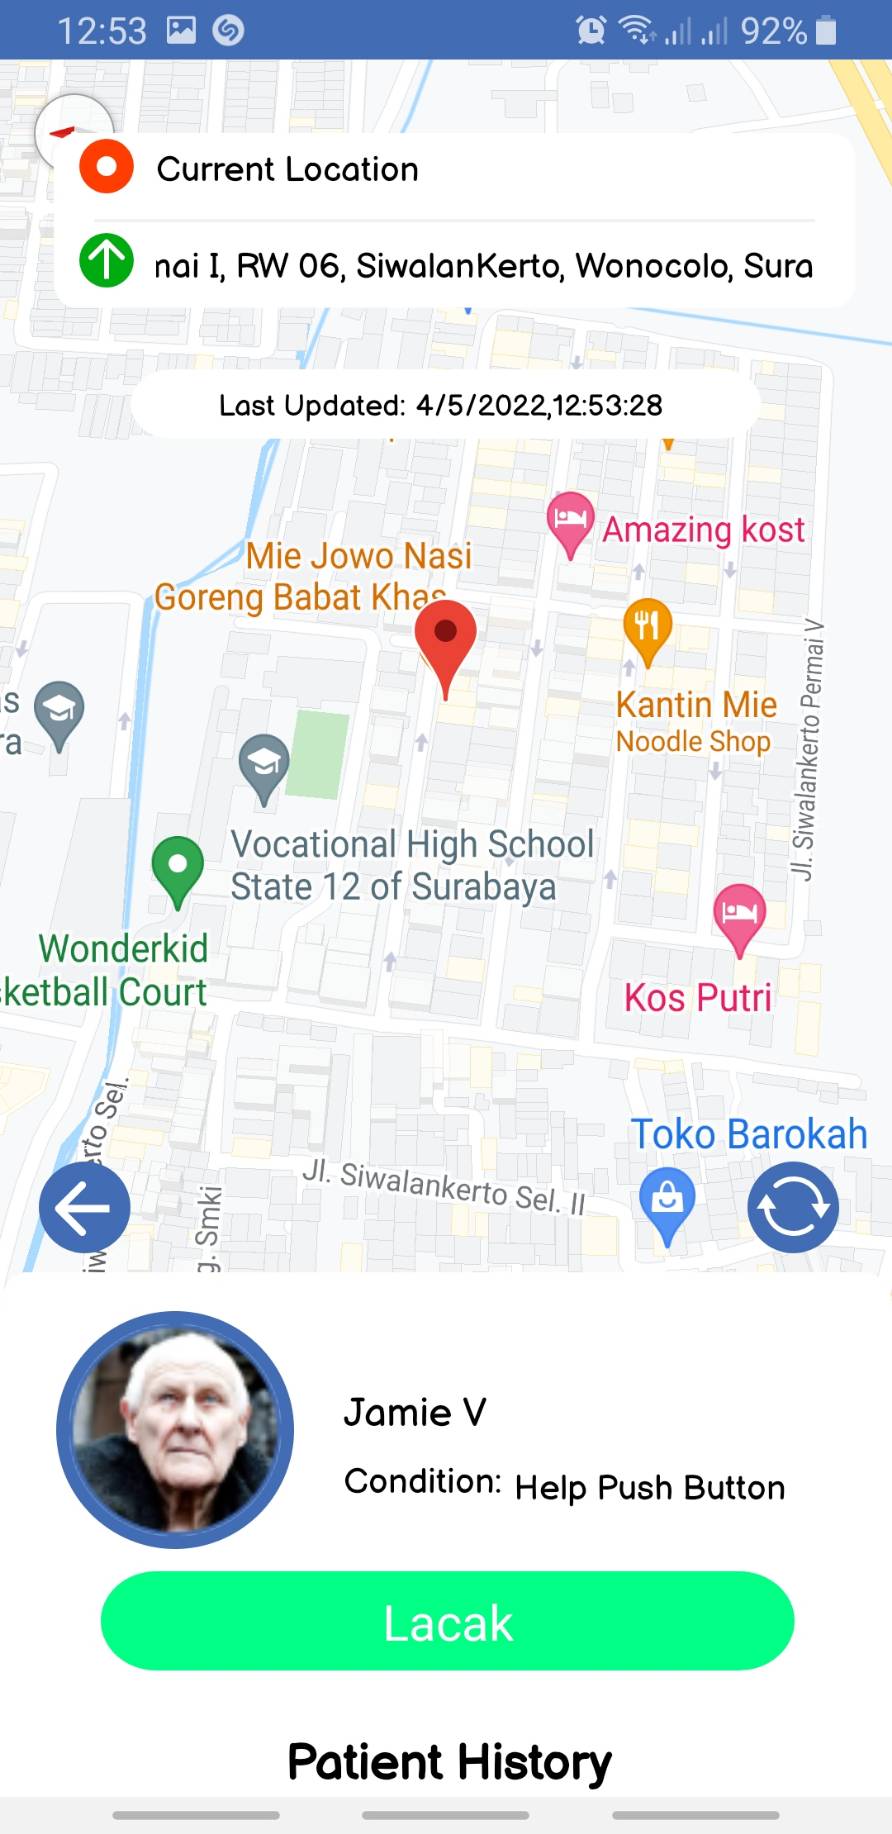 12:53
92%
Current Location
nai I, RW 06, SiwalanKerto, Wonocolo, Sura
Last Updated: 4/5/2022,12:53:28
Amazing kost
Mie Jowo Nasi
Goreng Babat Khas
Kantin Mie
Noodle Shop
Jl. Siwalankerto Permai V
Vocational High School
State 12 of Surabaya
Wonderkid
ketball Court
Kos Putri
Toko Barokah
erto Sel.
Jl. Siwalankerto Sel. II
g. Smki
Jamie V
Condition: Help Push Button
Lacak
Patient History